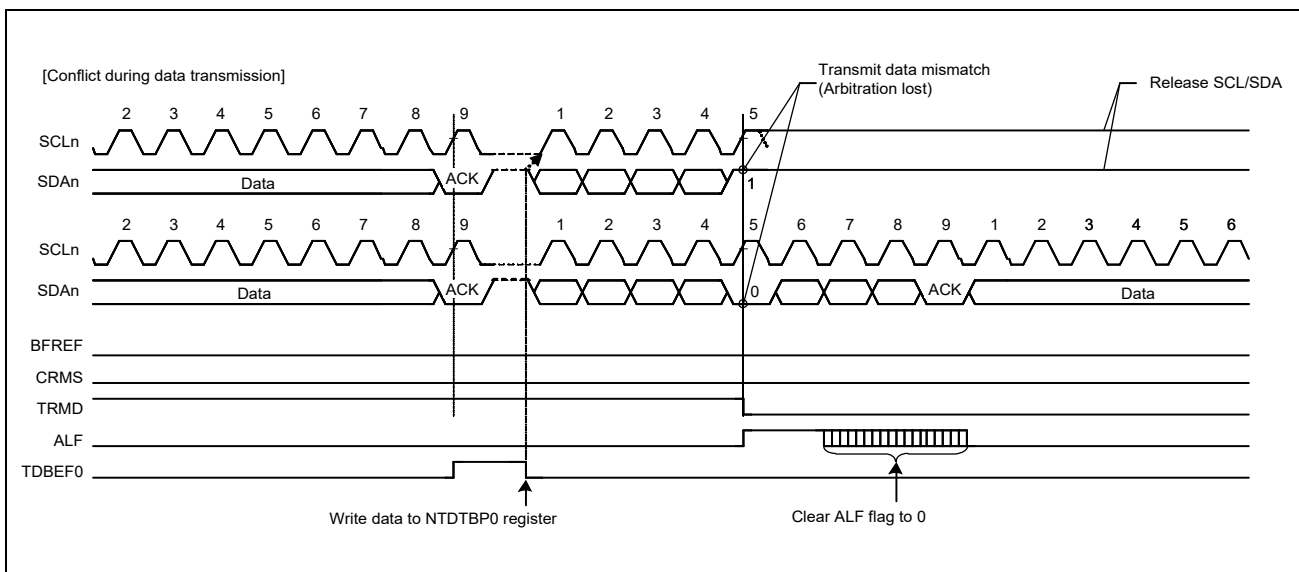 [Conflict during data transmission]
Transmit data mismatch
(Arbitration lost)
Release SCL/SDA
2 3 4 5 6 7 8 9 1 2 3 4 5
SCLn
SDAn Data ACK 1
2 3 4 5 6 7 8 9 1 2 3 4 5 6 7 8 9 1 2 3 4 5 6
SCLn
SDAn Data ACK 0 ACK Data
BFREF
CRMS
TRMD
ALF
TDBEF0
Write data to NTDTBP0 register
Clear ALF flag to 0